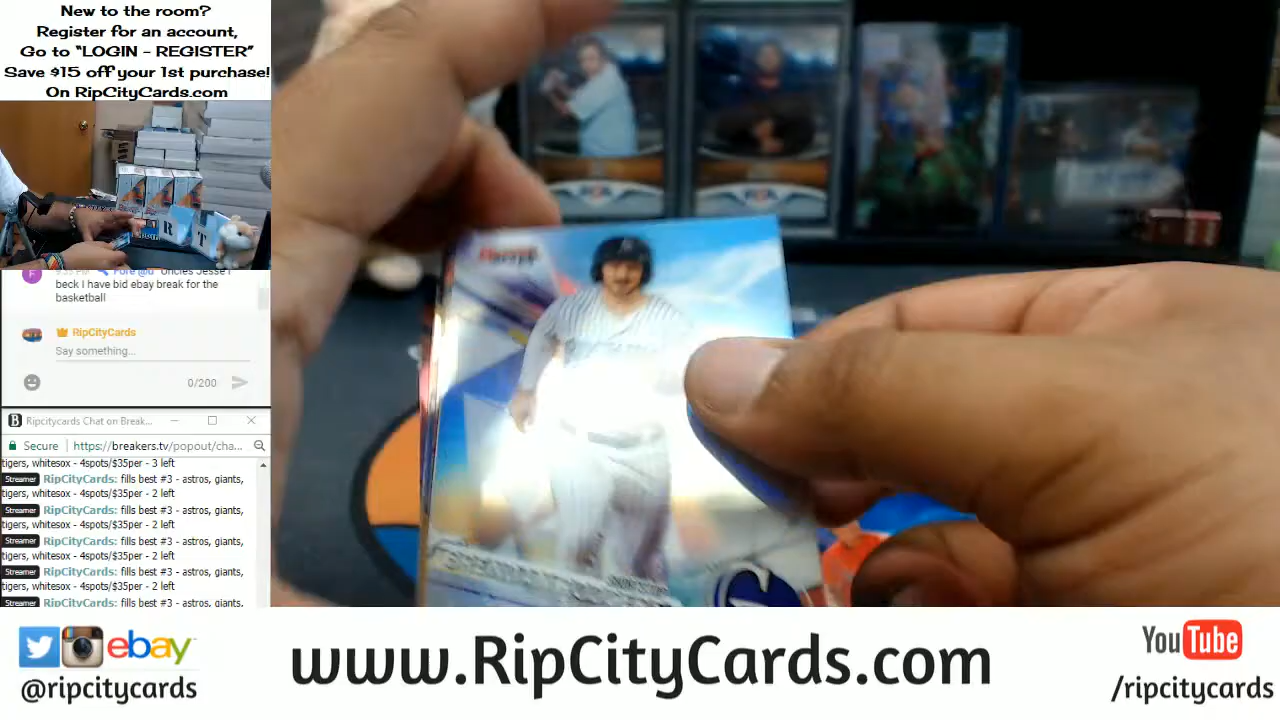 New to the room?
Register for an account,
Go to “LOGIN - REGISTER”
Save $15 off your 1st purchase!
On RipCityCards.com
beck I have bid ebay break for the
basketball
RipCityCards
Say something...
0/200
Ripcitycards Chat on Break...
Secure https://breakers.tv/popout/cha...
tigers, whitesox - 4spots/$35per - 3 left
Streamer RipCityCards: fills best #3 - astros, giants,
tigers, whitesox - 4spots/$35per - 2 left
Streamer RipCityCards: fills best #3 - astros, giants,
tigers, whitesox - 4spots/$35per - 2 left
Streamer RipCityCards: fills best #3 - astros, giants,
tigers, whitesox - 4spots/$35per - 2 left
Streamer RipCityCards: fills best #3 - astros, giants,
tigers, whitesox - 4spots/$35per - 2 left
Streamer RipCityCards: fills best #3 - astros, giants,
R T
ebay
@ripcitycards
www.RipCityCards.com
YouTube
/ripcitycards